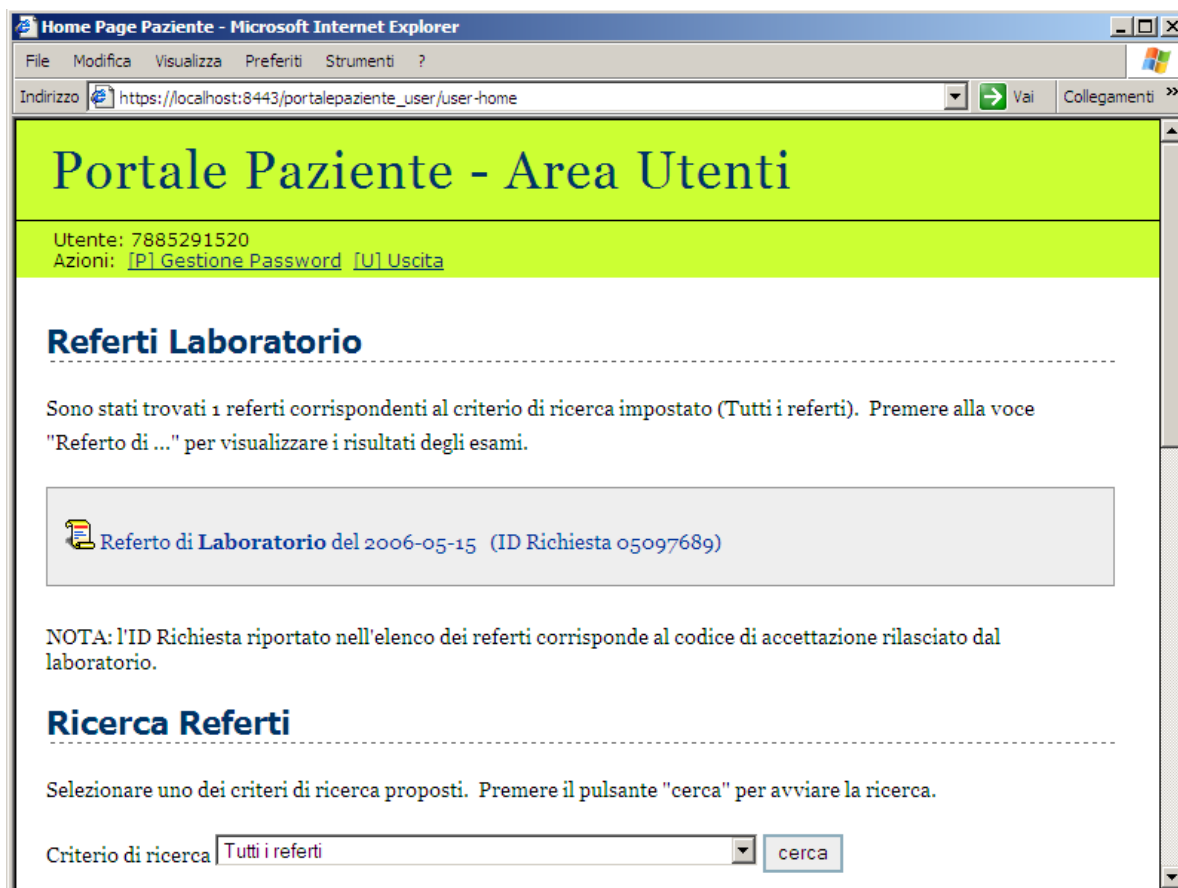 Home Page Paziente - Microsoft Internet Explorer
File Modifica Visualizza Preferiti Strumenti ?
Indirizzo https://localhost:8443/portalepaziente_user/user-home Vai Collegamenti »
Portale Paziente - Area Utenti
Utente: 7885291520
Azioni: [P] Gestione Password [U] Uscita
Referti Laboratorio
Sono stati trovati 1 referti corrispondenti al criterio di ricerca impostato (Tutti i referti). Premere alla voce
"Referto di ..." per visualizzare i risultati degli esami.
Referto di Laboratorio del 2006-05-15 (ID Richiesta 05097689)
NOTA: l'ID Richiesta riportato nell'elenco dei referti corrisponde al codice di accettazione rilasciato dal
laboratorio.
Ricerca Referti
Selezionare uno dei criteri di ricerca proposti. Premere il pulsante "cerca" per avviare la ricerca.
Criterio di ricerca Tutti i referti cerca